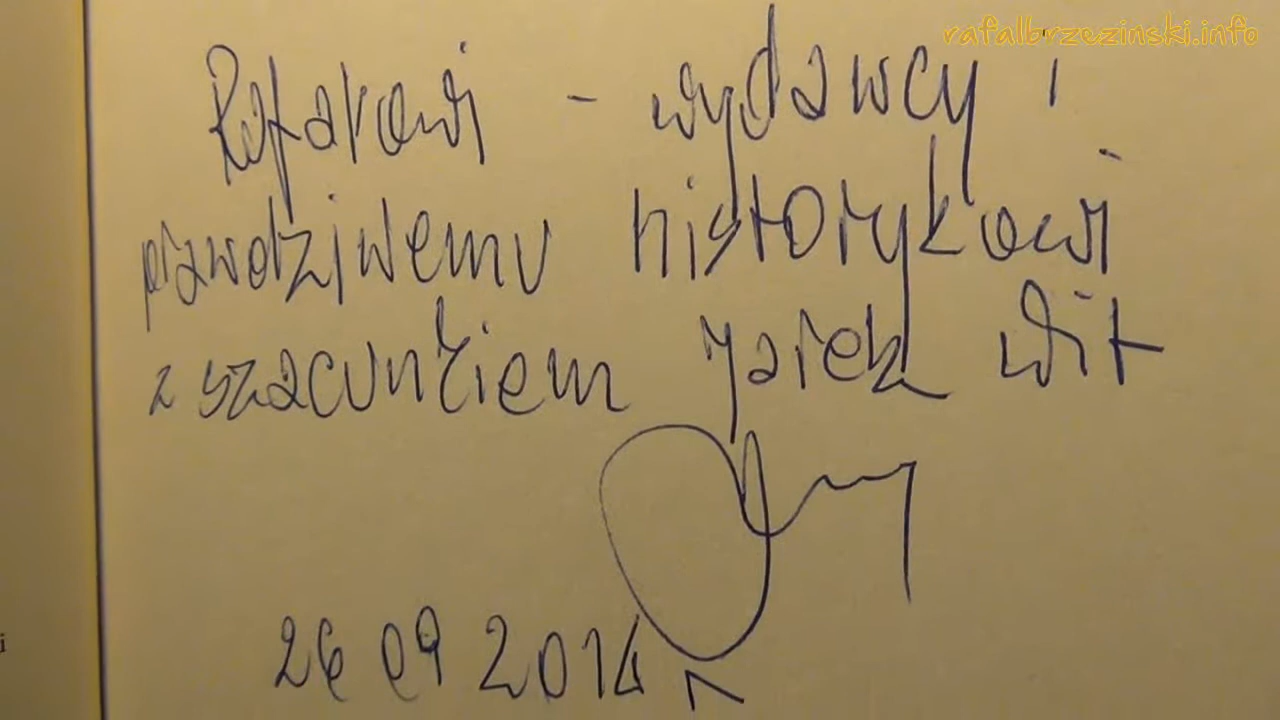 rafalbrzezinski.info
Rafałowi - wydawcy i
prawdziwemu historykowi
z szacunkiem Jarek Wit
26 09 2014